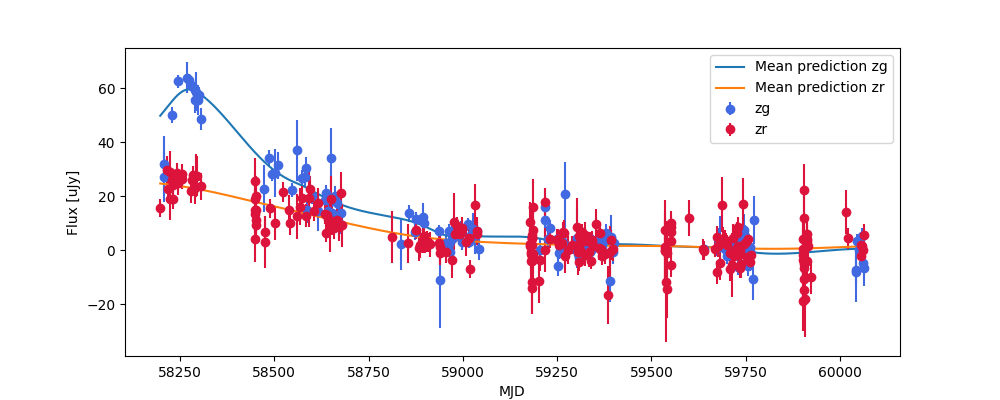 Mean prediction zg
Mean prediction zr
zg
zr
60
40
20
0
−20
Flux [uJy]
58250 58500 58750 59000 59250 59500 59750 60000
MJD